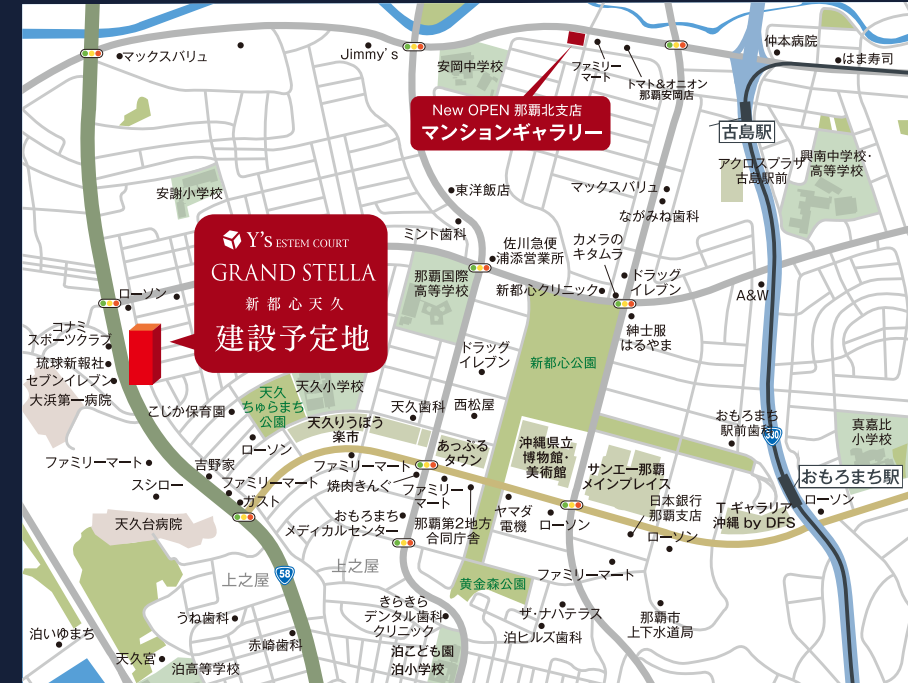 マックスバリュ
Jimmy's
安岡中学校
ファミリー
マート
トマト&オニオン
那覇安岡店
仲本病院
はま寿司
New OPEN 那覇北支店
マンションギャラリー
古島駅
アクロスプラザ
古島駅前
興南中学校・
高等学校
安謝小学校
東洋飯店
マックスバリュ
ながみね歯科
ミント歯科
佐川急便
浦添営業所
カメラの
キタムラ
Y's ESTEM COURT
GRAND STELLA
新都心天久
建設予定地
那覇国際
高等学校
新都心クリニック
ドラッグ
イレブン
A&W
ローソン
コナミ
スポーツクラブ
琉球新報社
セブンイレブン
大浜第一病院
紳士服
はるやま
ドラッグ
イレブン
新都心公園
天久小学校
天久
ちゅらまち
公園
こじか保育園
天久りうぼう
楽市
天久歯科
西松屋
おもろまち
駅前歯科
330
真嘉比
小学校
ローソン
あっぷる
タウン
沖縄県立
博物館・
美術館
サンエー那覇
メインプレイス
おもろまち駅
ファミリーマート
吉野家
ファミリーマート
焼肉きんぐ
スシロー
ファミリーマート
ガスト
ファミリー
マート
ヤマダ
電機
ローソン
日本銀行
那覇支店
T ギャラリア
沖縄 by DFS
ローソン
天久台病院
おもろまち
メディカルセンター
那覇第2地方
合同庁舎
ローソン
上之屋
上之屋
58
黄金森公園
ファミリーマート
きらきら
デンタル歯科
クリニック
ザ・ナハテラス
泊ヒルズ歯科
那覇市
上下水道局
うね歯科
泊いゆまち
赤崎歯科
天久宮
泊高等学校
泊こども園
泊小学校